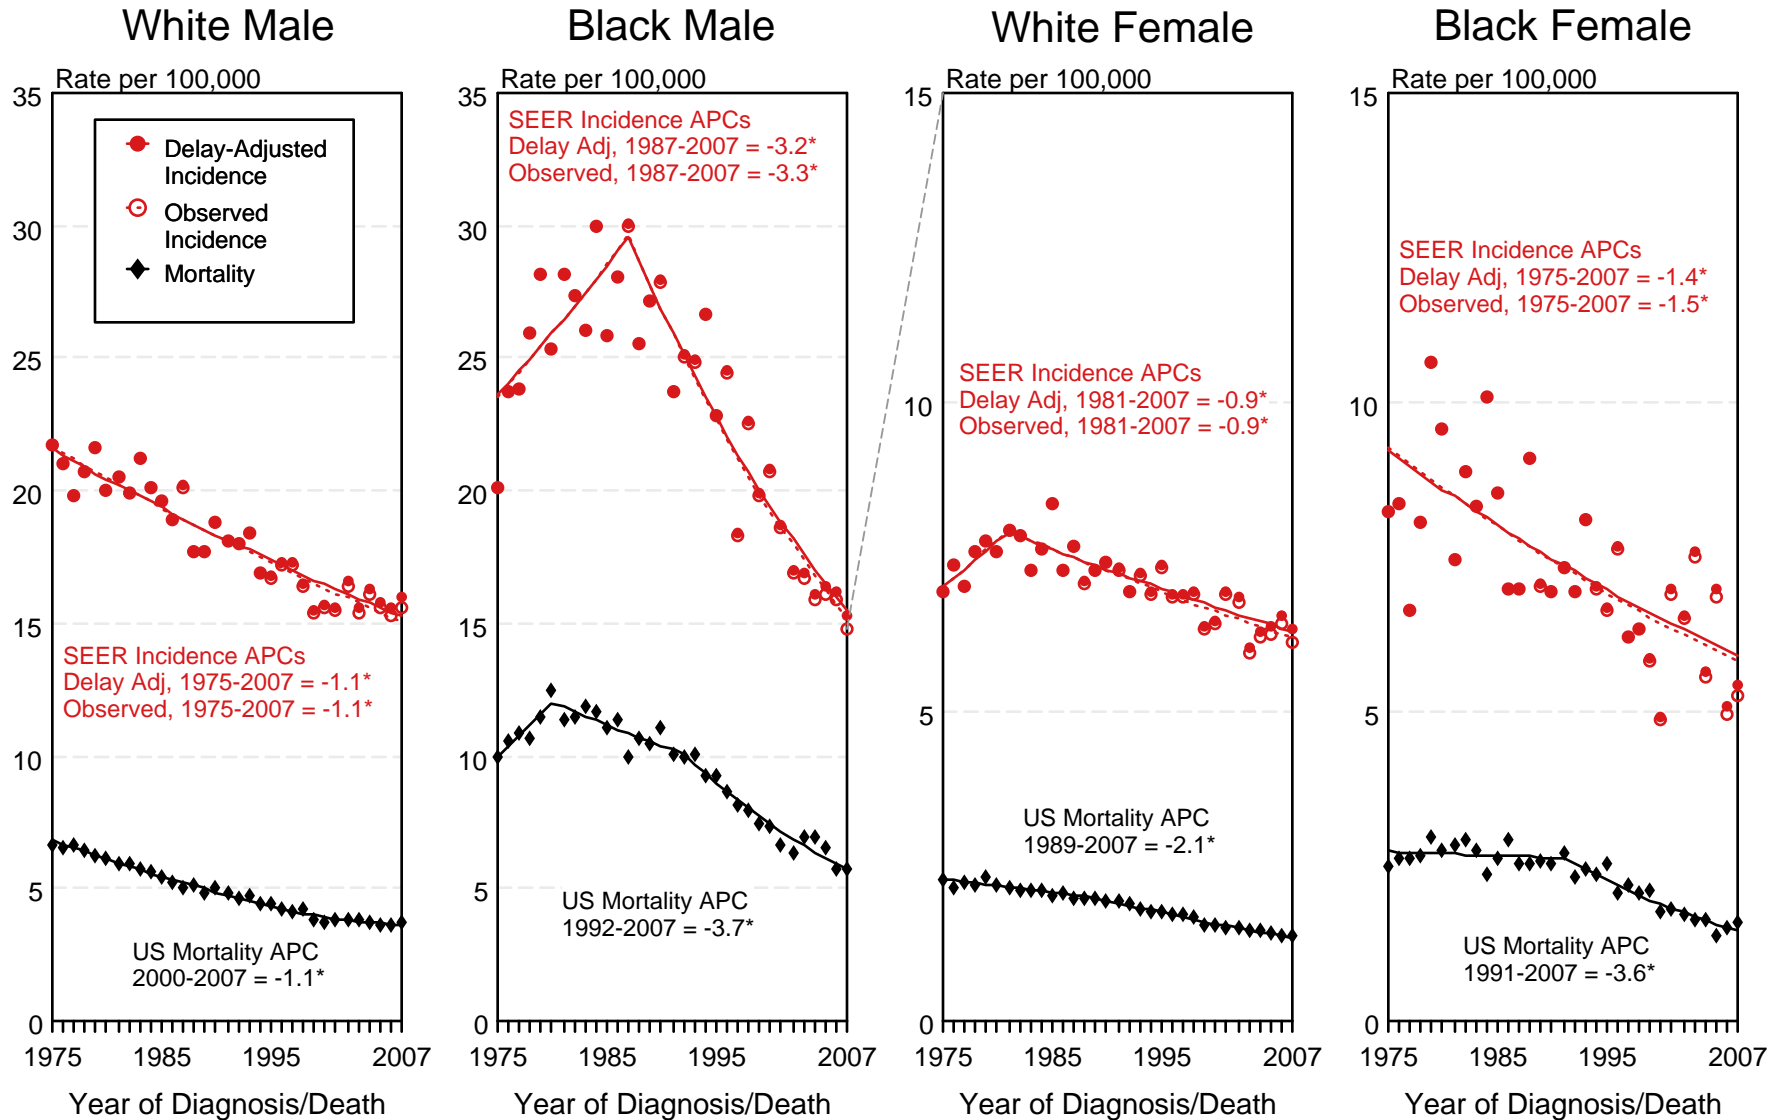 White Male
Rate per 100,000
35
30
25
20
15
10
5
0
Delay-Adjusted
Incidence
Observed
Incidence
Mortality
SEER Incidence APCs
Delay Adj, 1975-2007 = -1.1*
Observed, 1975-2007 = -1.1*
US Mortality APC
2000-2007 = -1.1*
1975 1985 1995 2007
Year of Diagnosis/Death
Black Male
Rate per 100,000
35
30
25
20
15
10
5
0
SEER Incidence APCs
Delay Adj, 1987-2007 = -3.2*
Observed, 1987-2007 = -3.3*
US Mortality APC
1992-2007 = -3.7*
1975 1985 1995 2007
Year of Diagnosis/Death
White Female
Rate per 100,000
15
10
5
0
SEER Incidence APCs
Delay Adj, 1981-2007 = -0.9*
Observed, 1981-2007 = -0.9*
US Mortality APC
1989-2007 = -2.1*
1975 1985 1995 2007
Year of Diagnosis/Death
Black Female
Rate per 100,000
15
10
5
0
SEER Incidence APCs
Delay Adj, 1975-2007 = -1.4*
Observed, 1975-2007 = -1.5*
US Mortality APC
1991-2007 = -3.6*
1975 1985 1995 2007
Year of Diagnosis/Death